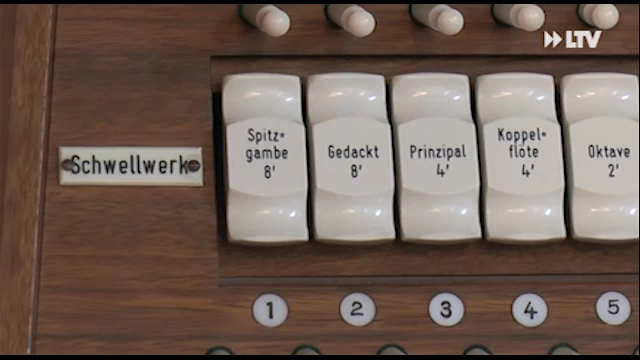 LTV
Spitz=
gambe
8'
Gedackt
8'
Prinzipal
4'
Koppel=
flöte
4'
Oktave
2'
Schwellwerk
1
2
3
4
5